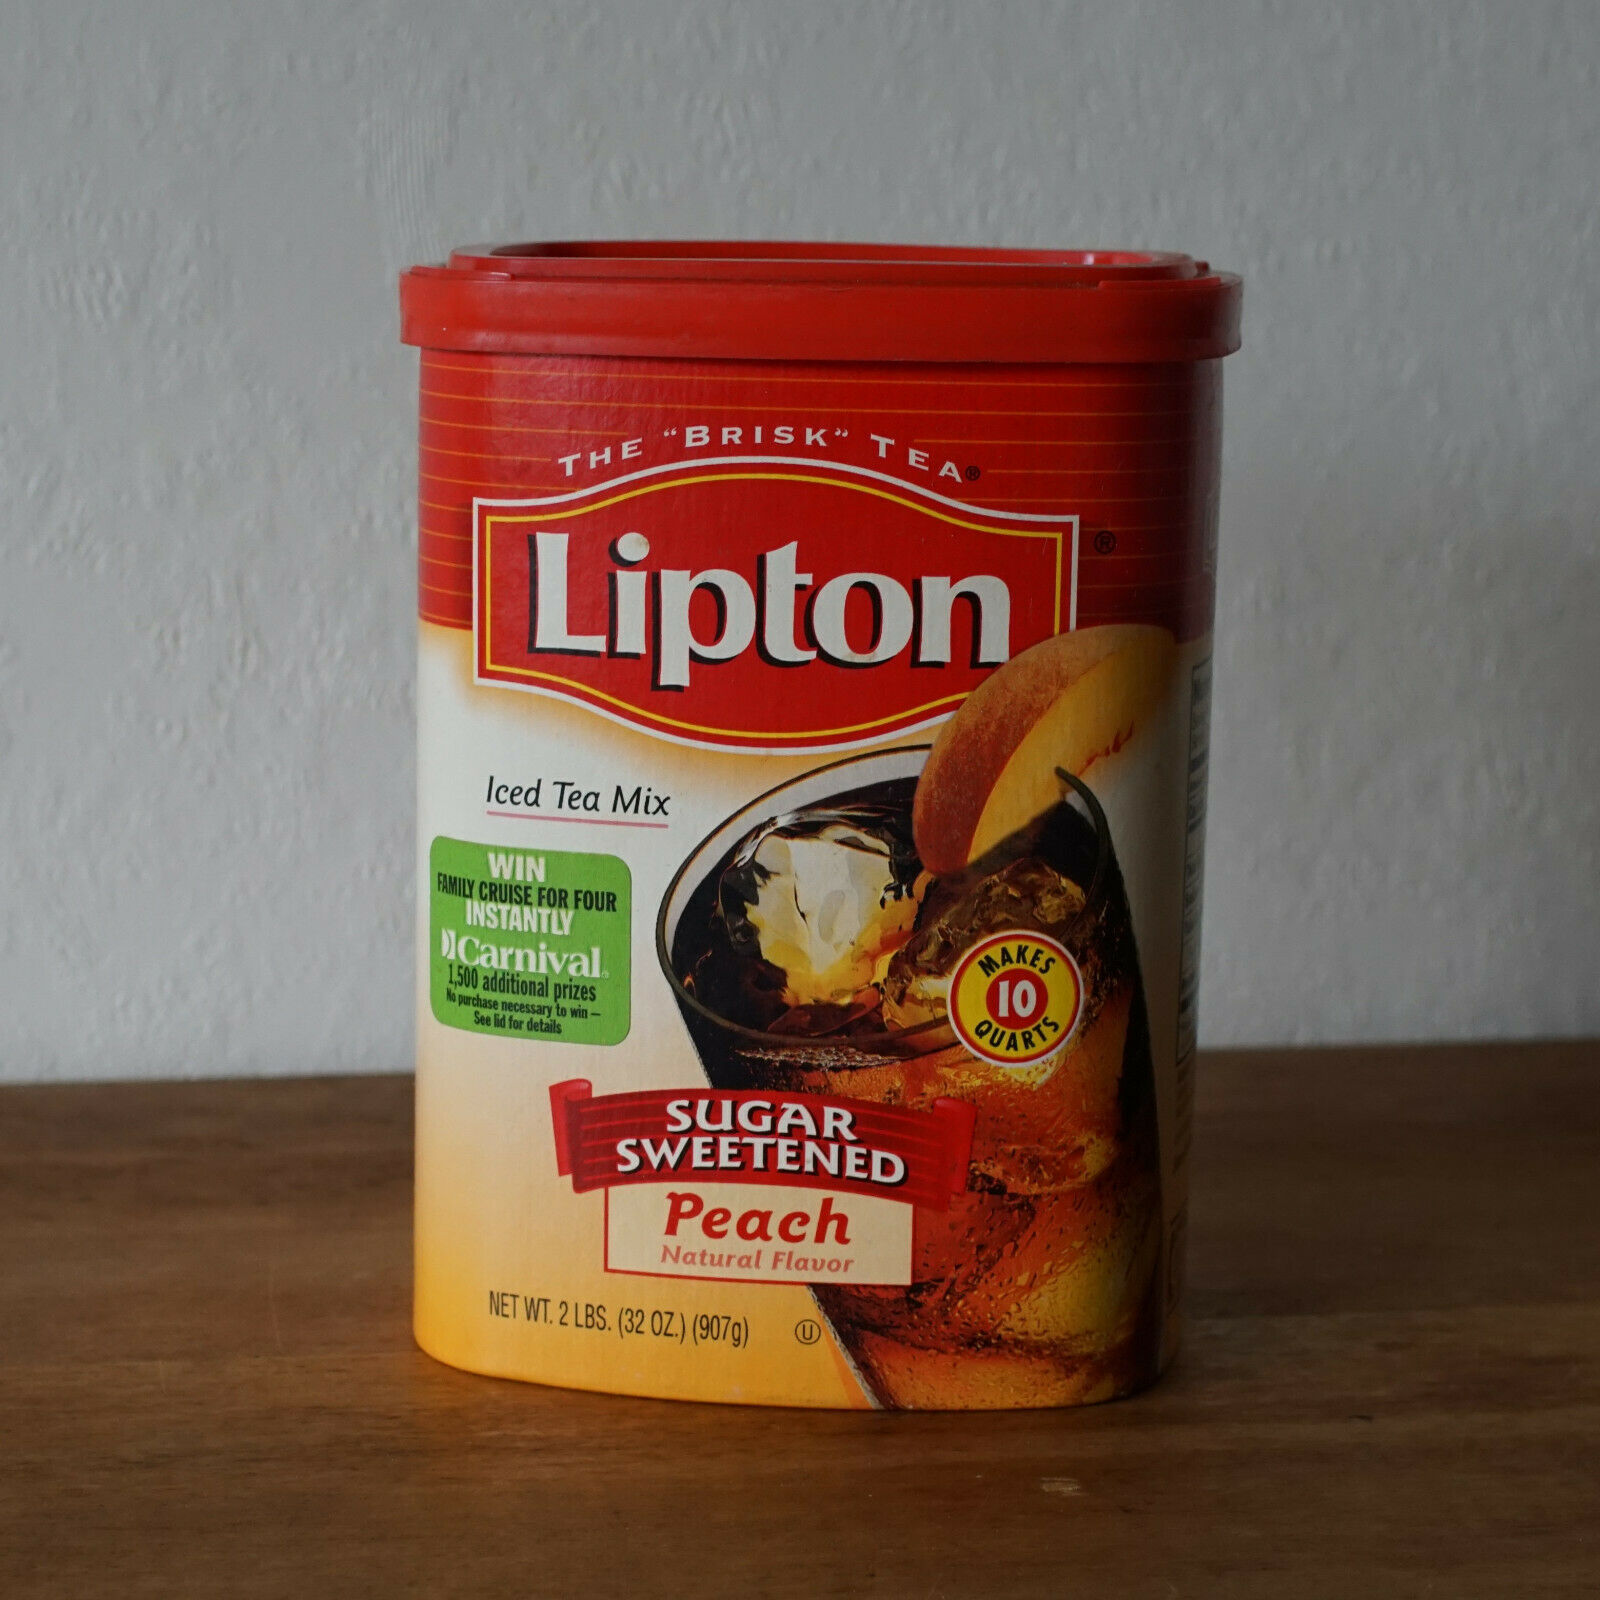 THE "BRISK" TEA®
Lipton®
Iced Tea Mix
WIN
FAMILY CRUISE FOR FOUR
INSTANTLY
Carnival®
1,500 additional prizes
No purchase necessary to win –
See lid for details
MAKES
10
QUARTS
SUGAR
SWEETENED
Peach
Natural Flavor
NET WT. 2 LBS. (32 OZ.) (907g)
U